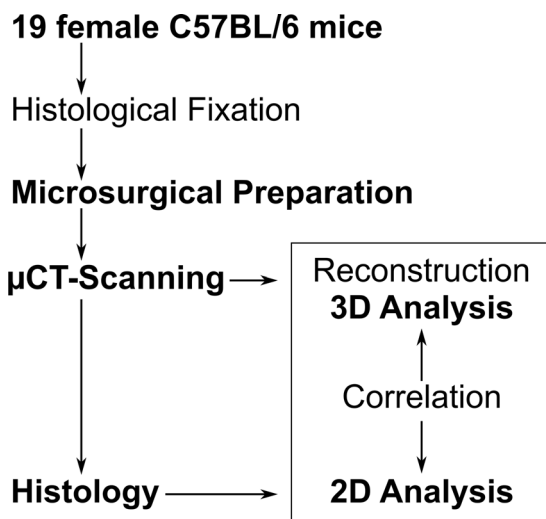 19 female C57BL/6 mice
Histological Fixation
Microsurgical Preparation
µCT-Scanning
Reconstruction
3D Analysis
Correlation
Histology
2D Analysis